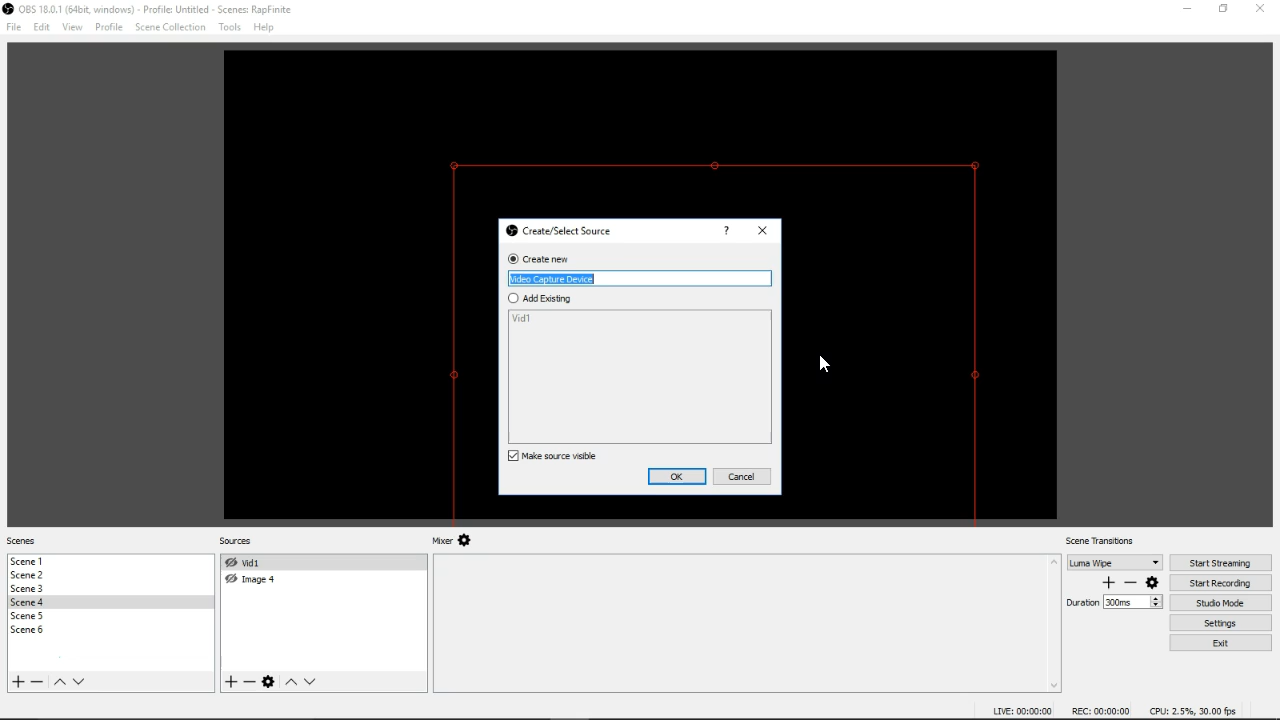 OBS 18.0.1 (64bit, windows) - Profile: Untitled - Scenes: RapFinite
File Edit View Profile Scene Collection Tools Help
Create/Select Source ?
Create new
Video Capture Device
Add Existing
Vid1
Make source visible
OK Cancel
Scenes
Scene 1
Scene 2
Scene 3
Scene 4
Scene 5
Scene 6
Sources
Vid1
Image 4
Mixer
Scene Transitions
Luma Wipe
Duration 300ms
Start Streaming
Start Recording
Studio Mode
Settings
Exit
LIVE: 00:00:00 REC: 00:00:00 CPU: 2.5%, 30.00 fps